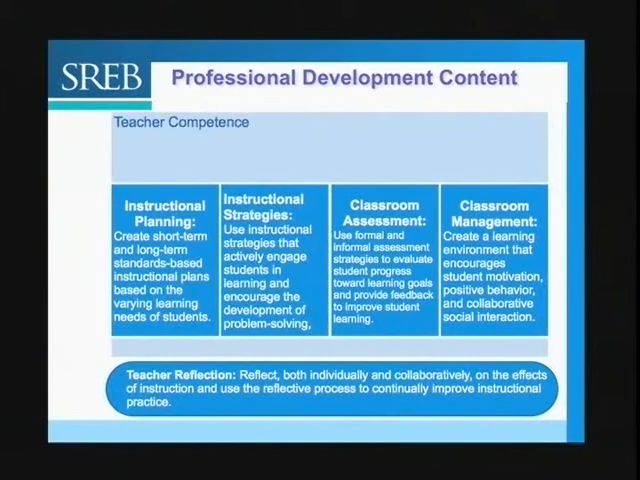 SREB
Professional Development Content
Teacher Competence
Instructional
Planning:
Create short-term
and long-term
standards-based
instructional plans
based on the
varying learning
needs of students.
Instructional
Strategies:
Use instructional
strategies that
actively engage
students in
learning and
encourage the
development of
problem-solving,
Classroom
Assessment:
Use formal and
informal assessment
strategies to evaluate
student progress
toward learning goals
and provide feedback
to improve student
learning.
Classroom
Management:
Create a learning
environment that
encourages
student motivation,
positive behavior,
and collaborative
social interaction.
Teacher Reflection: Reflect, both individually and collaboratively, on the effects
of instruction and use the reflective process to continually improve instructional
practice.